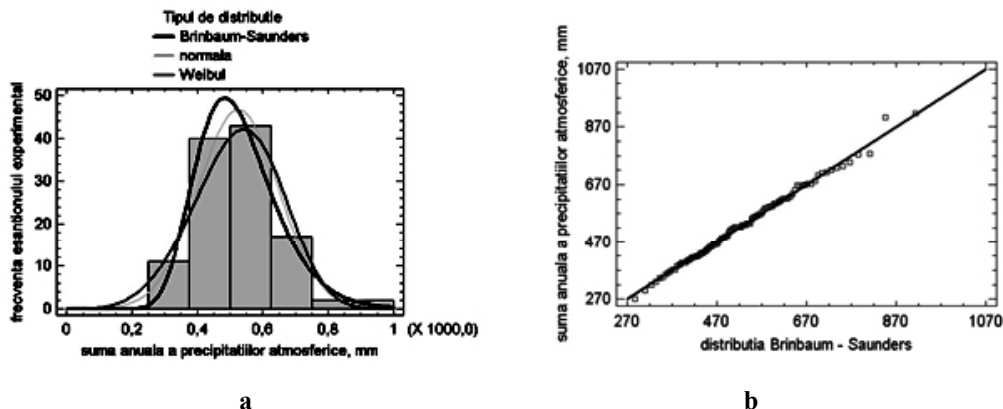 Tipul de distributie
Brinbaum-Saunders
normala
Weibul
frecventa esantionului experimental
50
40
30
20
10
0
0 0,2 0,4 0,6 0,8 1 (X 1000,0)
suma anuala a precipitatiilor atmosferice, mm
a
suma anuala a precipitatiilor atmosferice, mm
1070
870
670
470
270
270 470 670 870 1070
distributia Brinbaum - Saunders
b